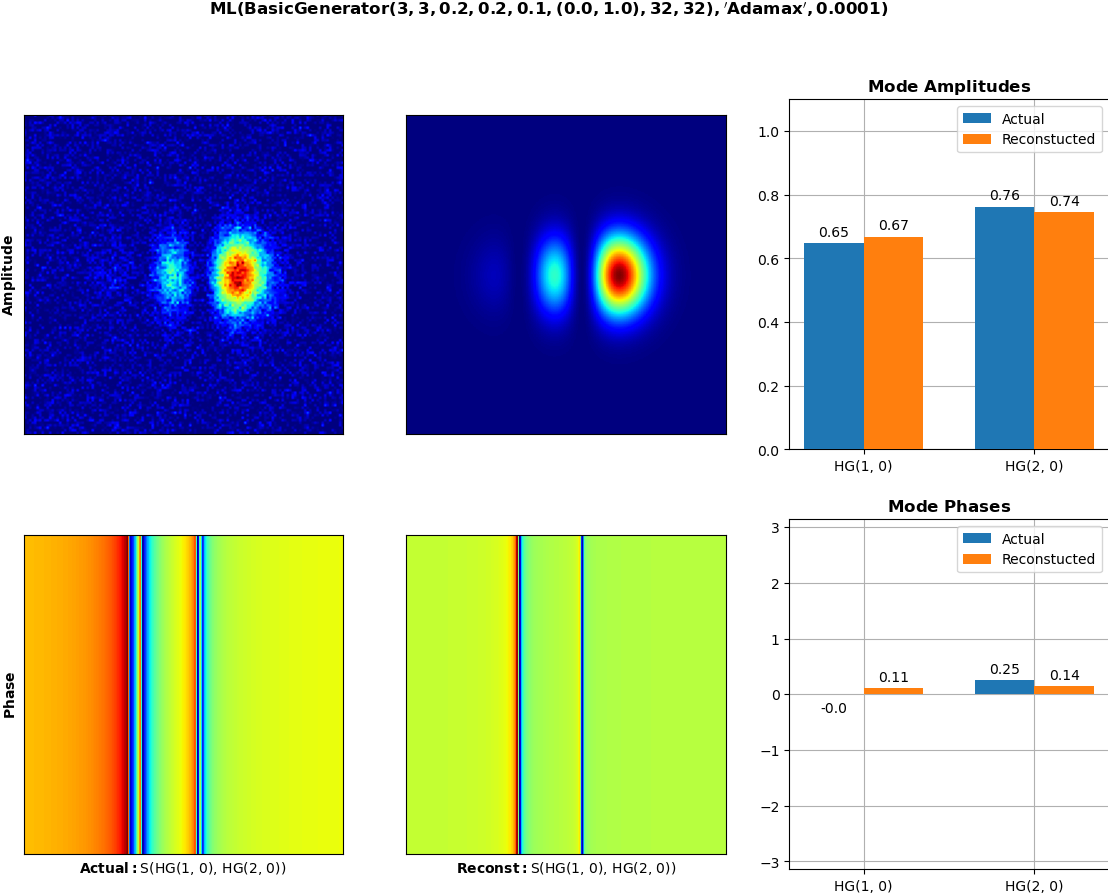 ML(BasicGenerator(3, 3, 0.2, 0.2, 0.1, (0.0, 1.0), 32, 32), ′Adamax′, 0.0001)
Amplitude
Mode Amplitudes
Actual
Reconstucted
1.0
0.8
0.6
0.4
0.2
0.0
0.65
0.67
0.76
0.74
HG(1, 0)
HG(2, 0)
Phase
Actual: S(HG(1, 0), HG(2, 0))
Reconst: S(HG(1, 0), HG(2, 0))
Mode Phases
Actual
Reconstucted
3
2
1
0
−1
−2
−3
-0.0
0.11
0.25
0.14
HG(1, 0)
HG(2, 0)